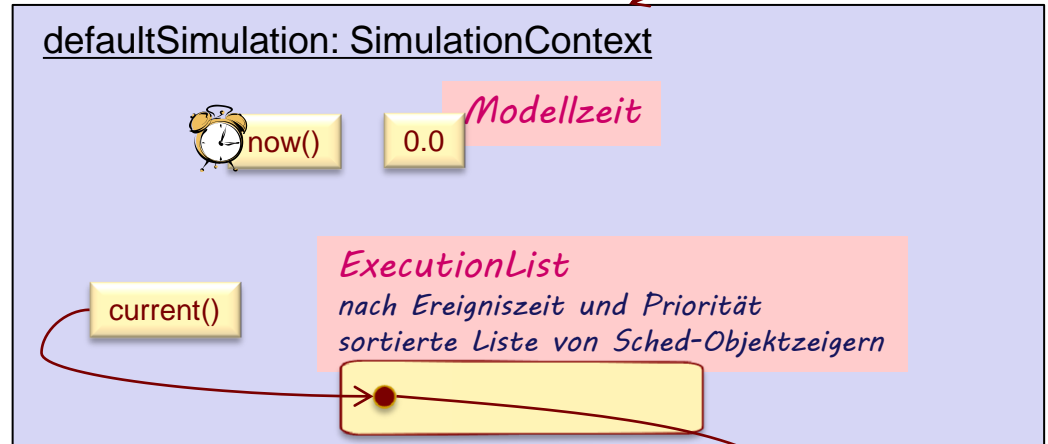 defaultSimulation: SimulationContext
Modellzeit
now()
0.0
ExecutionList
nach Ereigniszeit und Priorität
current()
sortierte Liste von Sched-Objektzeigern